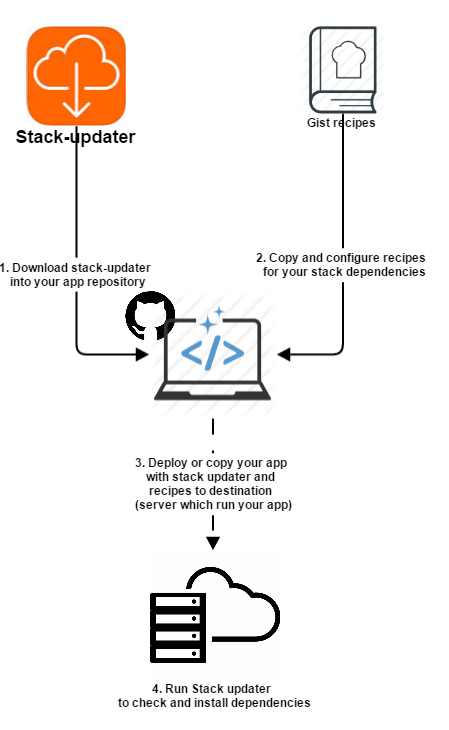 Stack-updater
Gist recipes
1. Download stack-updater
into your app repository
2. Copy and configure recipes
for your stack dependencies
</>
3. Deploy or copy your app
with stack updater and
recipes to destination
(server which run your app)
4. Run Stack updater
to check and install dependencies